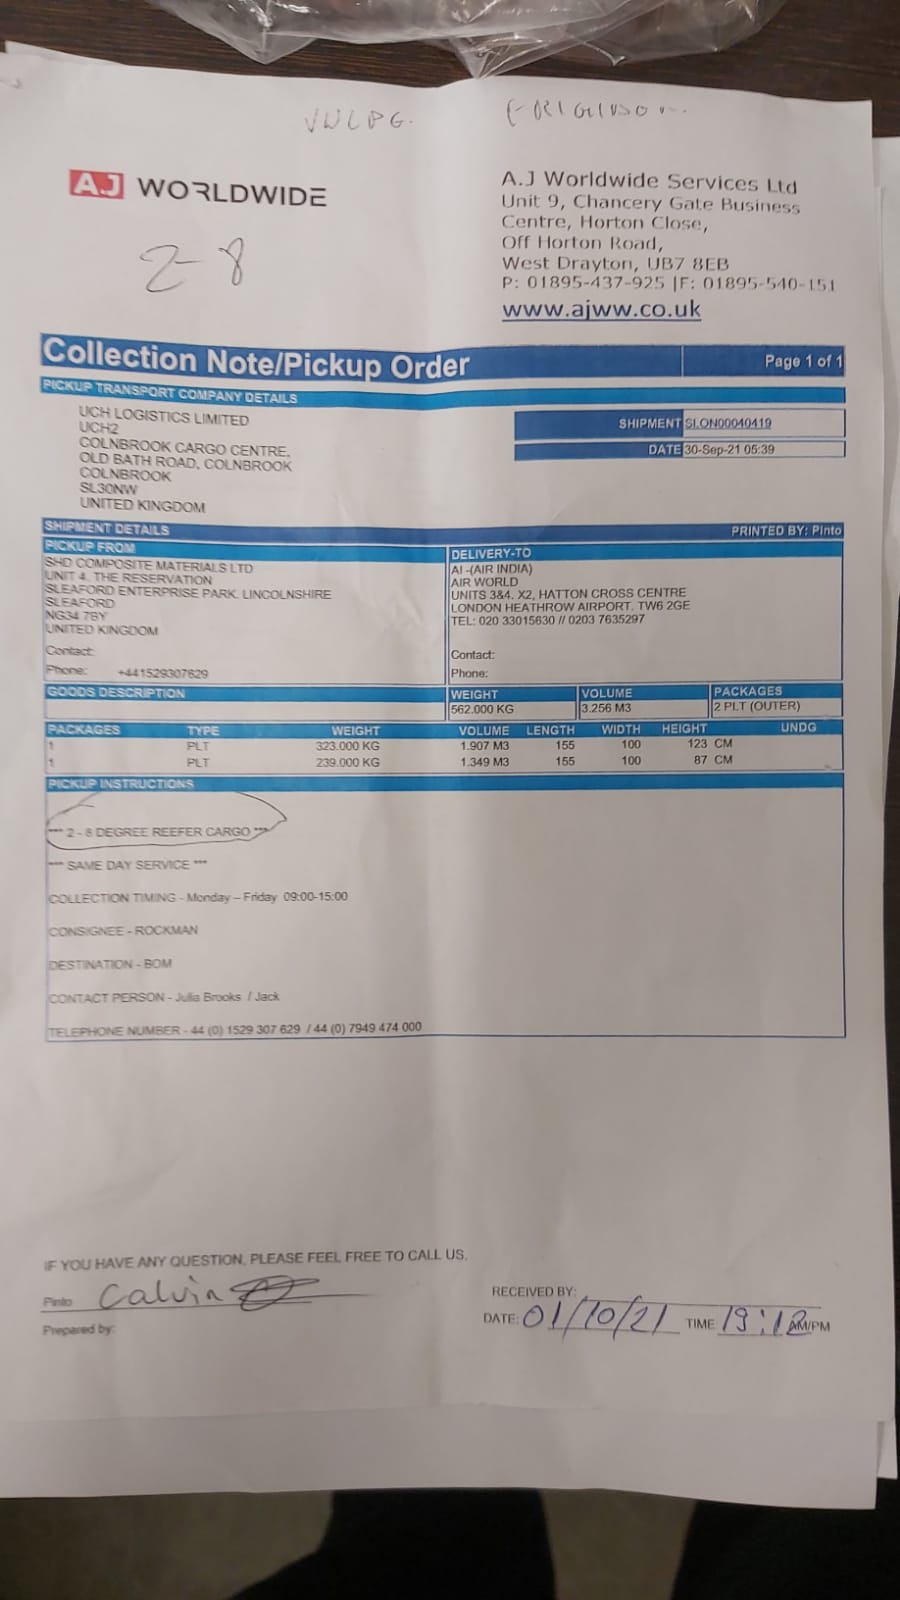 VWLPG.
AJ WORLDWIDE
2-8
A.J Worldwide Services Ltd
Unit 9, Chancery Gate Business
Centre, Horton Close,
Off Horton Road,
West Drayton, UB7 8EB
P: 01895-437-925 |F: 01895-540-151
www.ajww.co.uk
Collection Note/Pickup Order Page 1 of 1
PICKUP TRANSPORT COMPANY DETAILS
UCH LOGISTICS LIMITED
UCH2
COLNBROOK CARGO CENTRE,
OLD BATH ROAD, COLNBROOK
COLNBROOK
SL30NW
UNITED KINGDOM
SHIPMENT SLON00040419
DATE 30-Sep-21 05:39
SHIPMENT DETAILS PRINTED BY: Pinto
PICKUP FROM
SHD COMPOSITE MATERIALS LTD
UNIT 4, THE RESERVATION
SLEAFORD ENTERPRISE PARK, LINCOLNSHIRE
SLEAFORD
NG34 7BY
UNITED KINGDOM
Contact:
Phone: +441529307629
DELIVERY-TO
AI -(AIR INDIA)
AIR WORLD
UNITS 3&4, X2, HATTON CROSS CENTRE
LONDON HEATHROW AIRPORT, TW6 2GE
TEL: 020 33015630 // 0203 7635297
Contact:
Phone:
GOODS DESCRIPTION WEIGHT VOLUME PACKAGES
562.000 KG 3.256 M3 2 PLT (OUTER)
PACKAGES TYPE WEIGHT VOLUME LENGTH WIDTH HEIGHT UNDG
1 PLT 323.000 KG 1.907 M3 155 100 123 CM
1 PLT 239.000 KG 1.349 M3 155 100 87 CM
PICKUP INSTRUCTIONS
*** 2 - 8 DEGREE REEFER CARGO ***
*** SAME DAY SERVICE ***
COLLECTION TIMING - Monday – Friday 09:00-15:00
CONSIGNEE - ROCKMAN
DESTINATION - BOM
CONTACT PERSON - Julia Brooks / Jack
TELEPHONE NUMBER - 44 (0) 1529 307 629 / 44 (0) 7949 474 000
IF YOU HAVE ANY QUESTION, PLEASE FEEL FREE TO CALL US.
Pinto Calvin
Prepared by:
RECEIVED BY:
DATE: 01/10/21 TIME 19:12 AM/PM